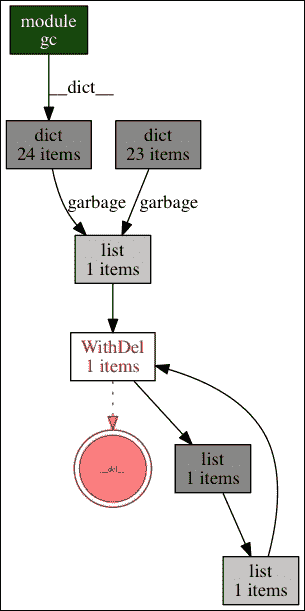 module
gc
__dict__
dict
24 items
dict
23 items
garbage
garbage
list
1 items
WithDel
1 items
__del__
list
1 items
list
1 items